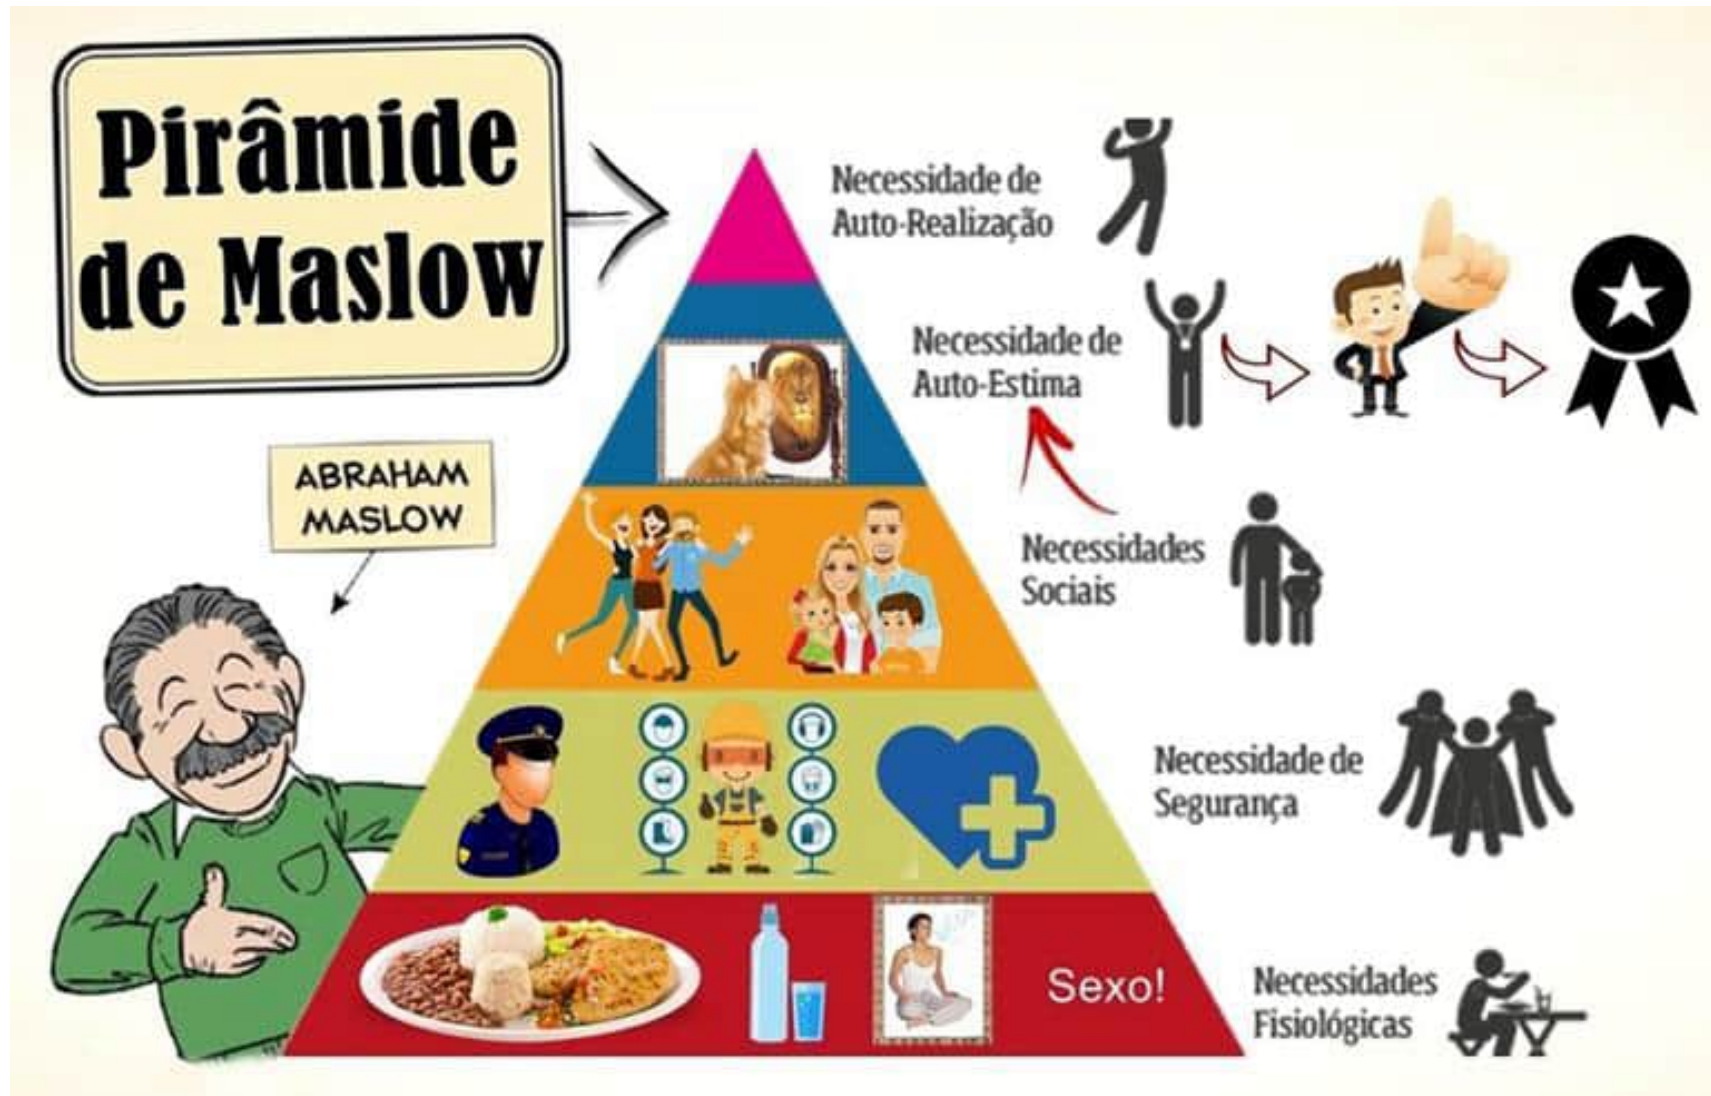 Pirâmide
de Maslow
Necessidade de
Auto-Realização
Necessidade de
Auto-Estima
ABRAHAM
MASLOW
Necessidades
Sociais
Necessidade de
Segurança
Sexo!
Necessidades
Fisiológicas